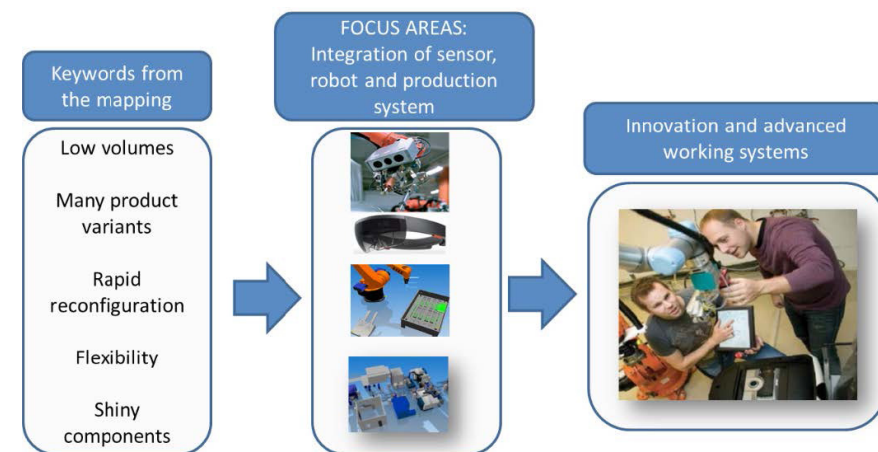 Keywords from
the mapping
Low volumes
Many product
variants
Rapid
reconfiguration
Flexibility
Shiny
components
FOCUS AREAS:
Integration of sensor,
robot and production
system
Innovation and advanced
working systems